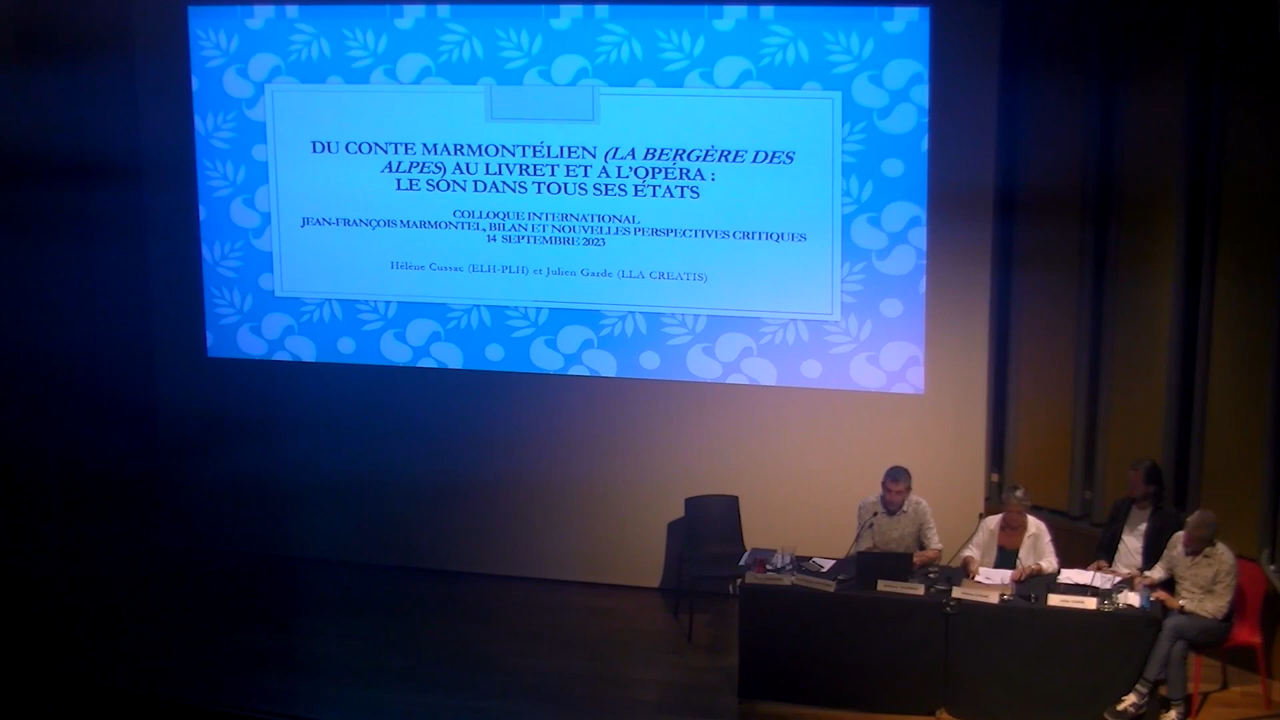 DU CONTE MARMONTÉLIEN (LA BERGÈRE DES
ALPES) AU LIVRET ET A L'OPÉRA :
LE SON DANS TOUS SES ÉTATS
COLLOQUE INTERNATIONAL
JEAN-FRANÇOIS MARMONTEL, BILAN ET NOUVELLES PERSPECTIVES CRITIQUES
14 SEPTEMBRE 2023
Hélène Cussac (ELH-PLH) et Julien Garde (LLA CREATIS)